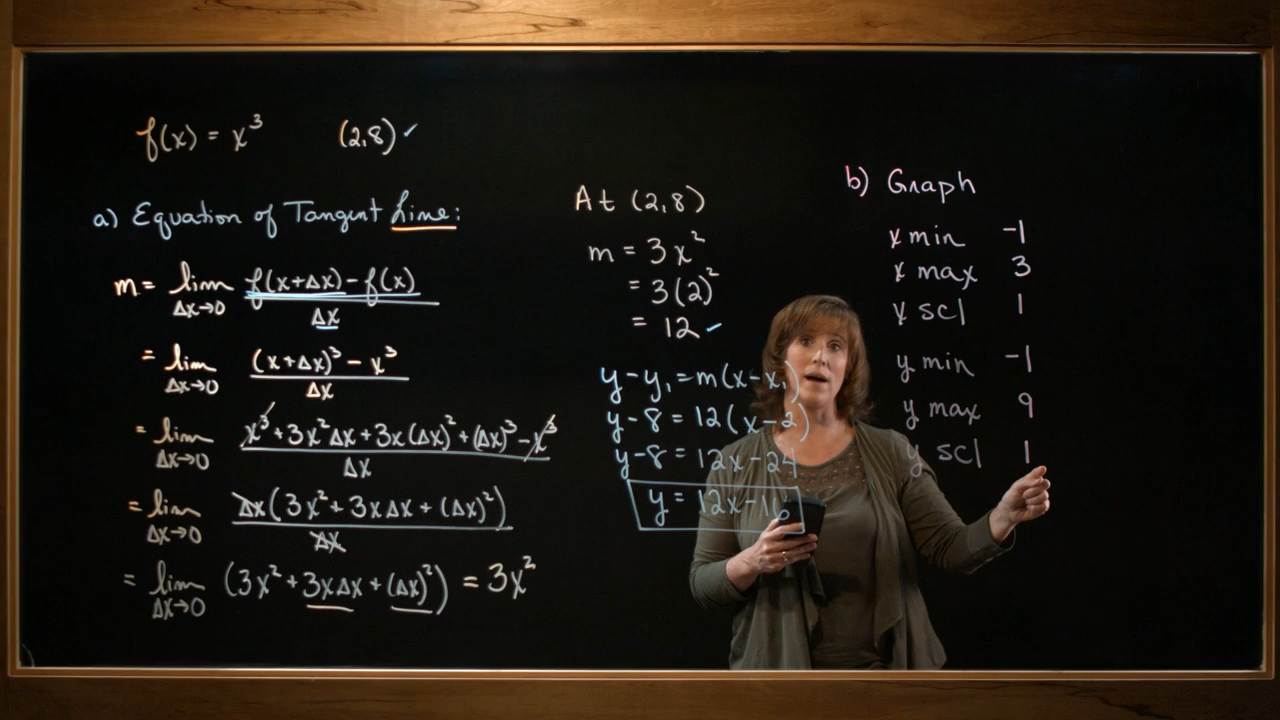 f(x) = x³ (2,8) ✓
a) Equation of Tangent Line:
m = lim Δx→0 f(x+Δx) − f(x) / Δx
= lim Δx→0 (x+Δx)³ − x³ / Δx
= lim Δx→0 x³ + 3x²Δx + 3x(Δx)² + (Δx)³ − x³ / Δx
= lim Δx→0 Δx(3x² + 3xΔx + (Δx)²) / Δx
= lim Δx→0 (3x² + 3xΔx + (Δx)²) = 3x²
At (2,8)
m = 3x²
= 3(2)²
= 12 ✓
y − y₁ = m(x − x₁)
y − 8 = 12(x − 2)
y − 8 = 12x − 24
y = 12x − 16
b) Graph
x min −1
x max 3
x scl 1
y min −1
y max 9
y scl 1